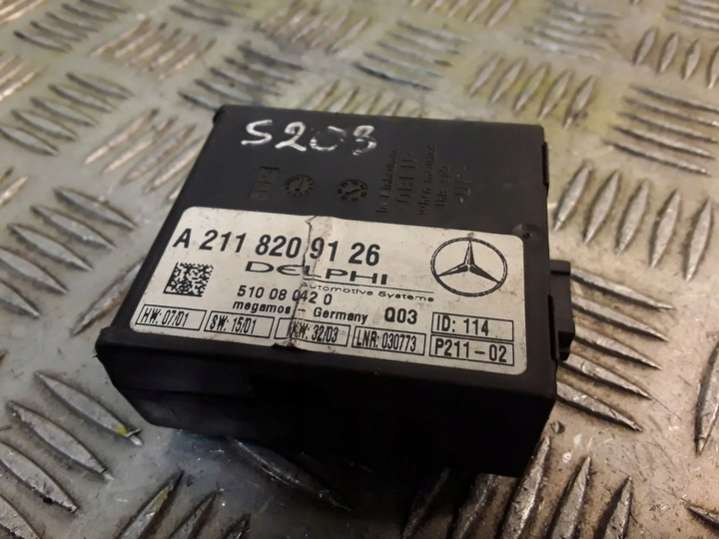 S203
A 211 820 91 26
DELPHI
Automotive Systems
510 08 042 0
megamos - Germany Q03
HW: 07/01 SW: 15/01 KW: 32/03 LNR: 030773
ID: 114
P211-02